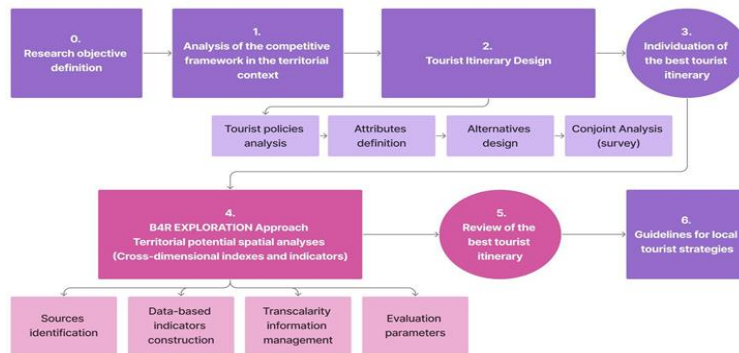 0.
Research objective
definition
1.
Analysis of the competitive
framework in the territorial
context
2.
Tourist Itinerary Design
3.
Individuation of
the best tourist
itinerary
Tourist policies
analysis
Attributes
definition
Alternatives
design
Conjoint Analysis
(survey)
4.
B4R EXPLORATION Approach
Territorial potential spatial analyses
(Cross-dimensional indexes and indicators)
5.
Review of the
best tourist
itinerary
6.
Guidelines for local
tourist strategies
Sources
identification
Data-based
indicators
construction
Transcalarity
information
management
Evaluation
parameters